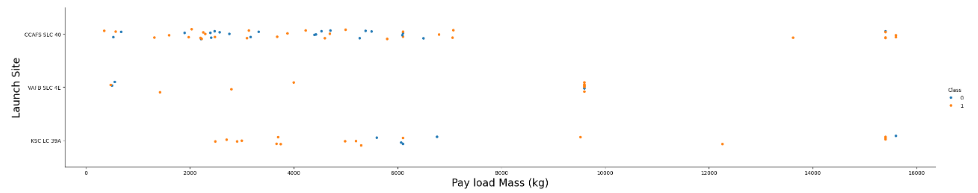 CCAFS SLC 40
VAFB SLC 4E
KSC LC 39A
Launch Site
0
2000
4000
6000
8000
10000
12000
14000
16000
Pay load Mass (kg)
Class
0
1